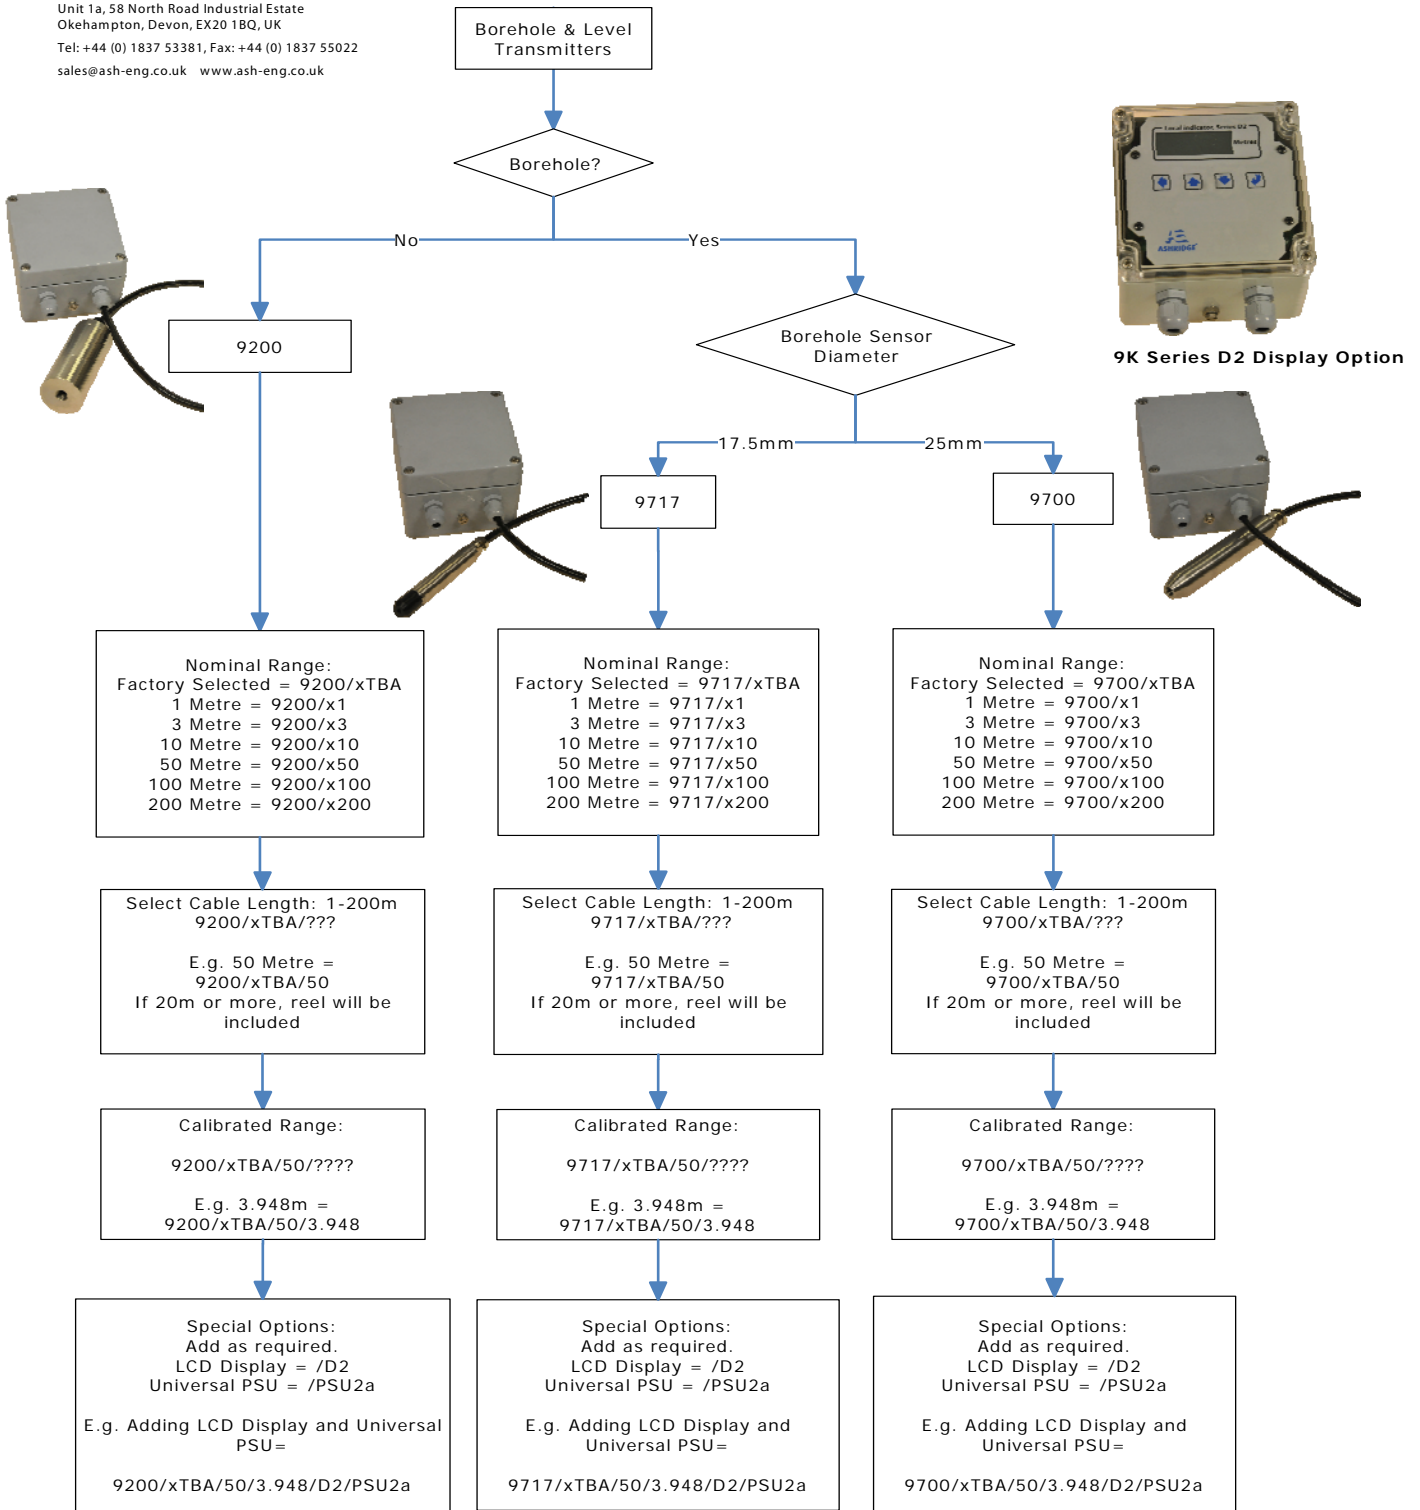 Unit 1a, 58 North Road Industrial Estate
Okehampton, Devon, EX20 1BQ, UK
Tel: +44 (0) 1837 53381, Fax: +44 (0) 1837 55022
sales@ash-eng.co.uk www.ash-eng.co.uk
Borehole & Level
Transmitters
Borehole?
No
Yes
Local indicator, Series D2
Metres
ASHRIDGE
9K Series D2 Display Option
9200
Borehole Sensor
Diameter
17.5mm
25mm
9717
9700
Nominal Range:
Factory Selected = 9200/xTBA
1 Metre = 9200/x1
3 Metre = 9200/x3
10 Metre = 9200/x10
50 Metre = 9200/x50
100 Metre = 9200/x100
200 Metre = 9200/x200
Nominal Range:
Factory Selected = 9717/xTBA
1 Metre = 9717/x1
3 Metre = 9717/x3
10 Metre = 9717/x10
50 Metre = 9717/x50
100 Metre = 9717/x100
200 Metre = 9717/x200
Nominal Range:
Factory Selected = 9700/xTBA
1 Metre = 9700/x1
3 Metre = 9700/x3
10 Metre = 9700/x10
50 Metre = 9700/x50
100 Metre = 9700/x100
200 Metre = 9700/x200
Select Cable Length: 1-200m
9200/xTBA/???
E.g. 50 Metre =
9200/xTBA/50
If 20m or more, reel will be
included
Select Cable Length: 1-200m
9717/xTBA/???
E.g. 50 Metre =
9717/xTBA/50
If 20m or more, reel will be
included
Select Cable Length: 1-200m
9700/xTBA/???
E.g. 50 Metre =
9700/xTBA/50
If 20m or more, reel will be
included
Calibrated Range:
9200/xTBA/50/????
E.g. 3.948m =
9200/xTBA/50/3.948
Calibrated Range:
9717/xTBA/50/????
E.g. 3.948m =
9717/xTBA/50/3.948
Calibrated Range:
9700/xTBA/50/????
E.g. 3.948m =
9700/xTBA/50/3.948
Special Options:
Add as required.
LCD Display = /D2
Universal PSU = /PSU2a
E.g. Adding LCD Display and Universal
PSU=
9200/xTBA/50/3.948/D2/PSU2a
Special Options:
Add as required.
LCD Display = /D2
Universal PSU = /PSU2a
E.g. Adding LCD Display and
Universal PSU=
9717/xTBA/50/3.948/D2/PSU2a
Special Options:
Add as required.
LCD Display = /D2
Universal PSU = /PSU2a
E.g. Adding LCD Display and
Universal PSU=
9700/xTBA/50/3.948/D2/PSU2a